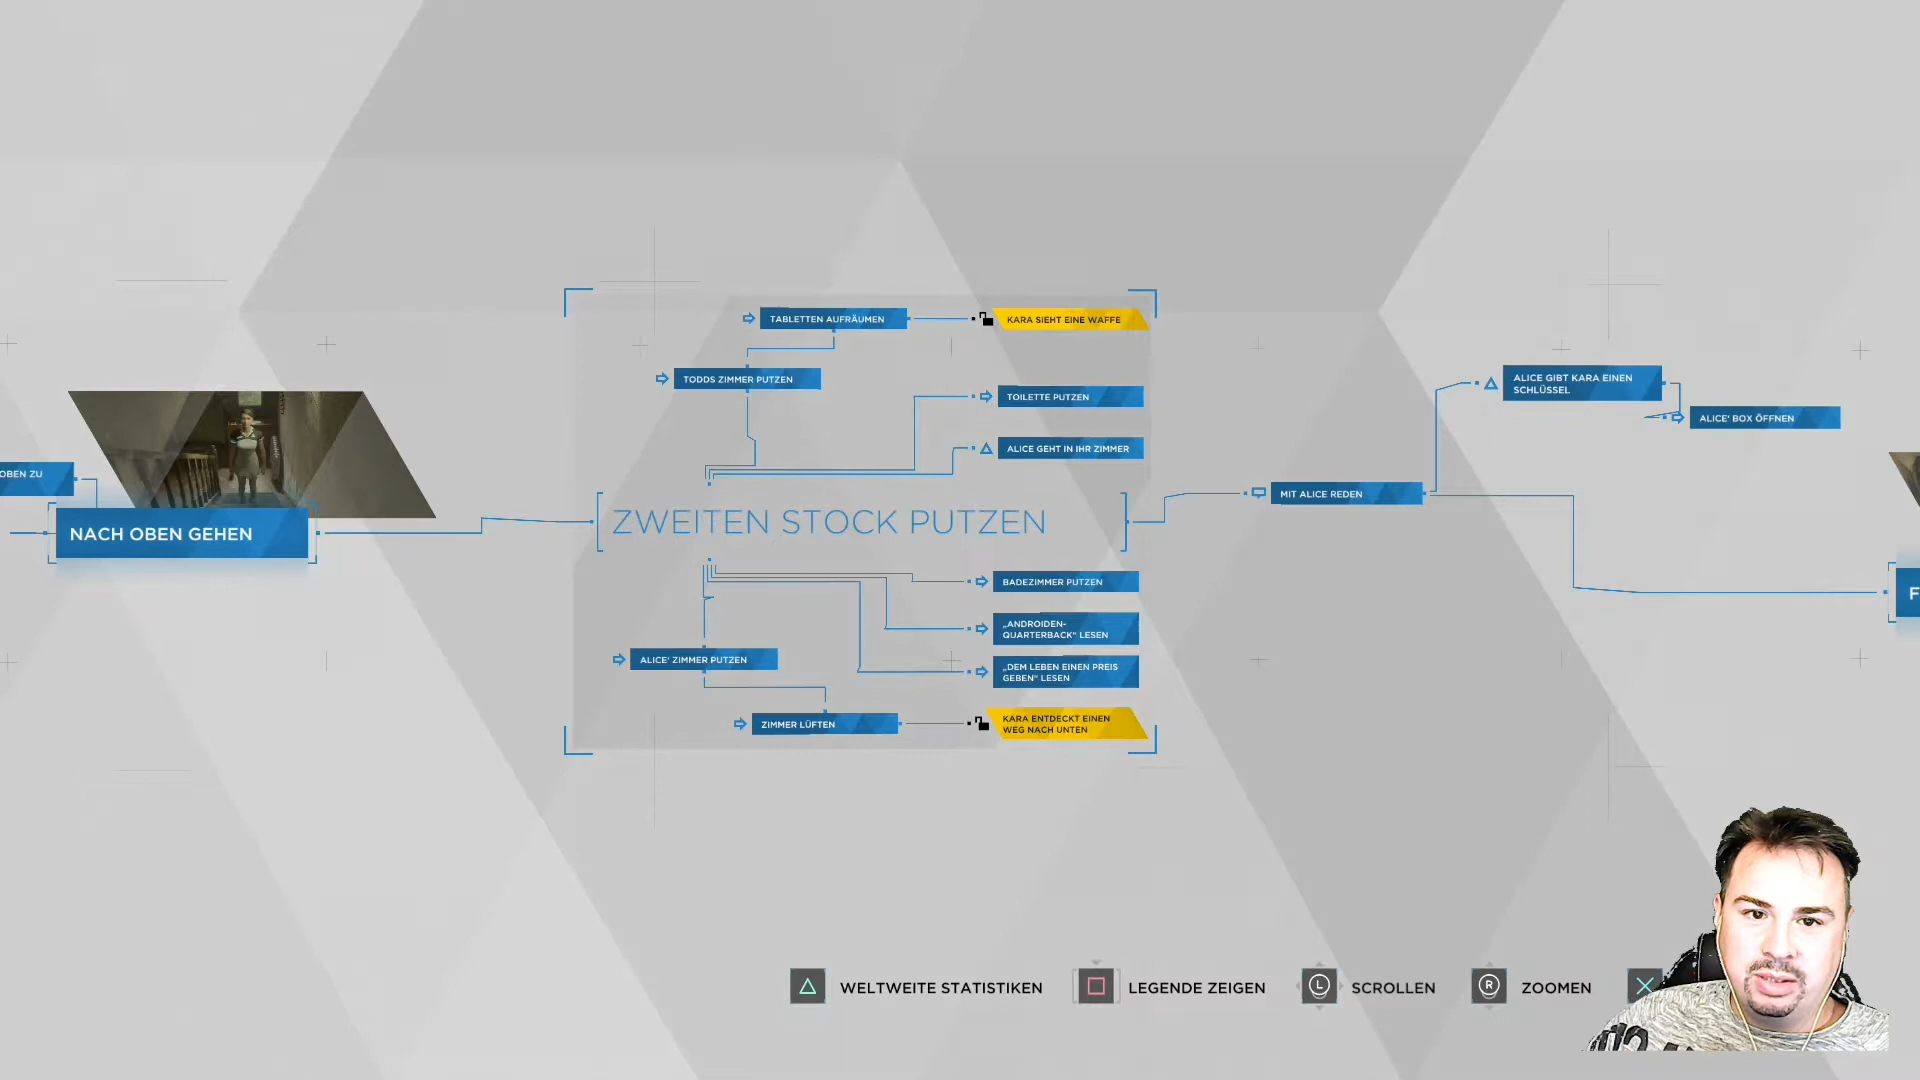 TABLETTEN AUFRÄUMEN
KARA SIEHT EINE WAFFE
TODDS ZIMMER PUTZEN
TOILETTE PUTZEN
ALICE GEHT IN IHR ZIMMER
ALICE GIBT KARA EINEN
SCHLÜSSEL
ALICE' BOX ÖFFNEN
OBEN ZU
NACH OBEN GEHEN
ZWEITEN STOCK PUTZEN
MIT ALICE REDEN
BADEZIMMER PUTZEN
„ANDROIDEN-
QUARTERBACK“ LESEN
ALICE' ZIMMER PUTZEN
„DEM LEBEN EINEN PREIS
GEBEN“ LESEN
ZIMMER LÜFTEN
KARA ENTDECKT EINEN
WEG NACH UNTEN
F
WELTWEITE STATISTIKEN
LEGENDE ZEIGEN
L
SCROLLEN
R
ZOOMEN